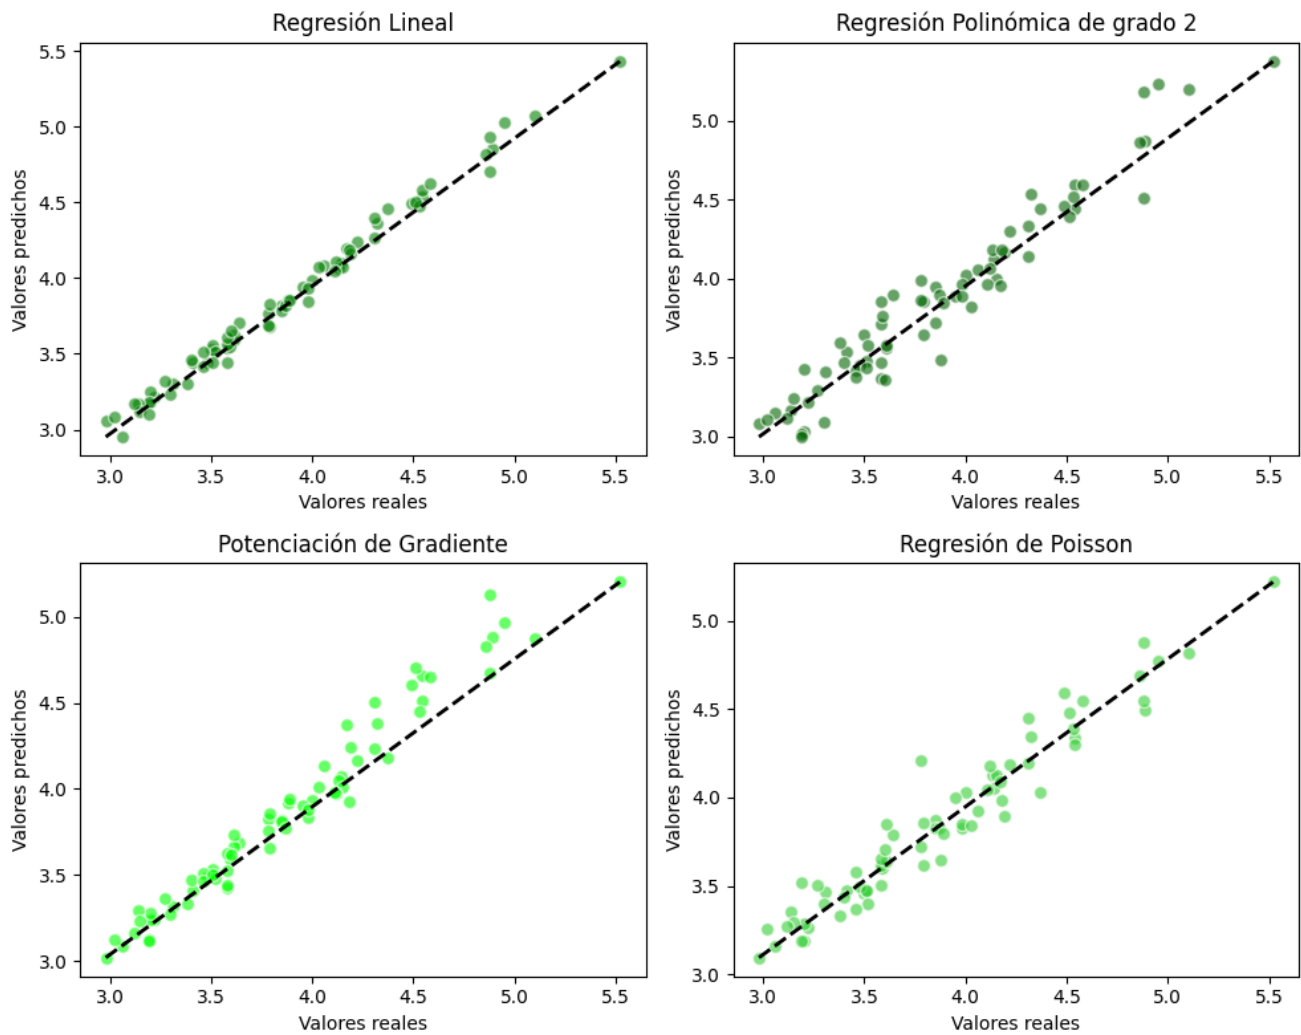 Regresión Lineal
5.5
5.0
4.5
4.0
3.5
3.0
Valores predichos
3.0 3.5 4.0 4.5 5.0 5.5
Valores reales
Regresión Polinómica de grado 2
5.0
4.5
4.0
3.5
3.0
Valores predichos
3.0 3.5 4.0 4.5 5.0 5.5
Valores reales
Potenciación de Gradiente
5.0
4.5
4.0
3.5
3.0
Valores predichos
3.0 3.5 4.0 4.5 5.0 5.5
Valores reales
Regresión de Poisson
5.0
4.5
4.0
3.5
3.0
Valores predichos
3.0 3.5 4.0 4.5 5.0 5.5
Valores reales